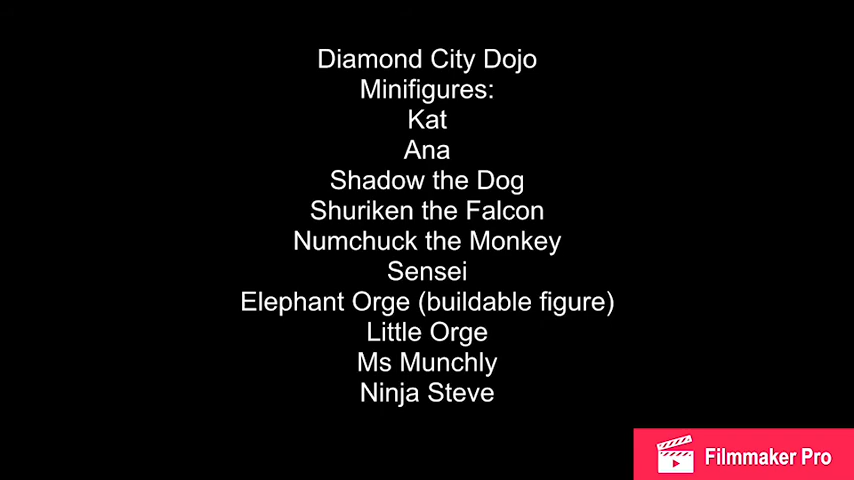 Diamond City Dojo
Minifigures:
Kat
Ana
Shadow the Dog
Shuriken the Falcon
Numchuck the Monkey
Sensei
Elephant Orge (buildable figure)
Little Orge
Ms Munchly
Ninja Steve
Filmmaker Pro